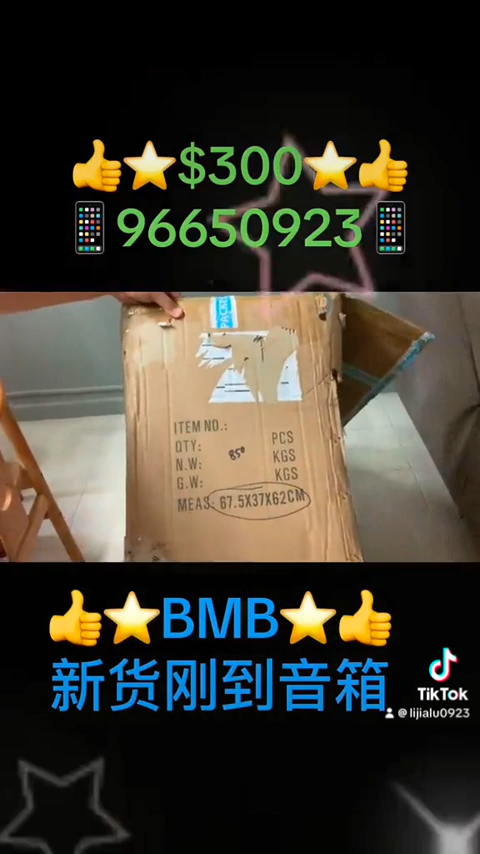 👍⭐$300⭐👍
📱96650923📱
PACKED
ITEM NO.:
QTY: PCS
N.W: 850 KGS
G.W: KGS
MEAS: 67.5X37X62CM
👍⭐BMB⭐👍
新货刚到音箱
TikTok
@lijialu0923